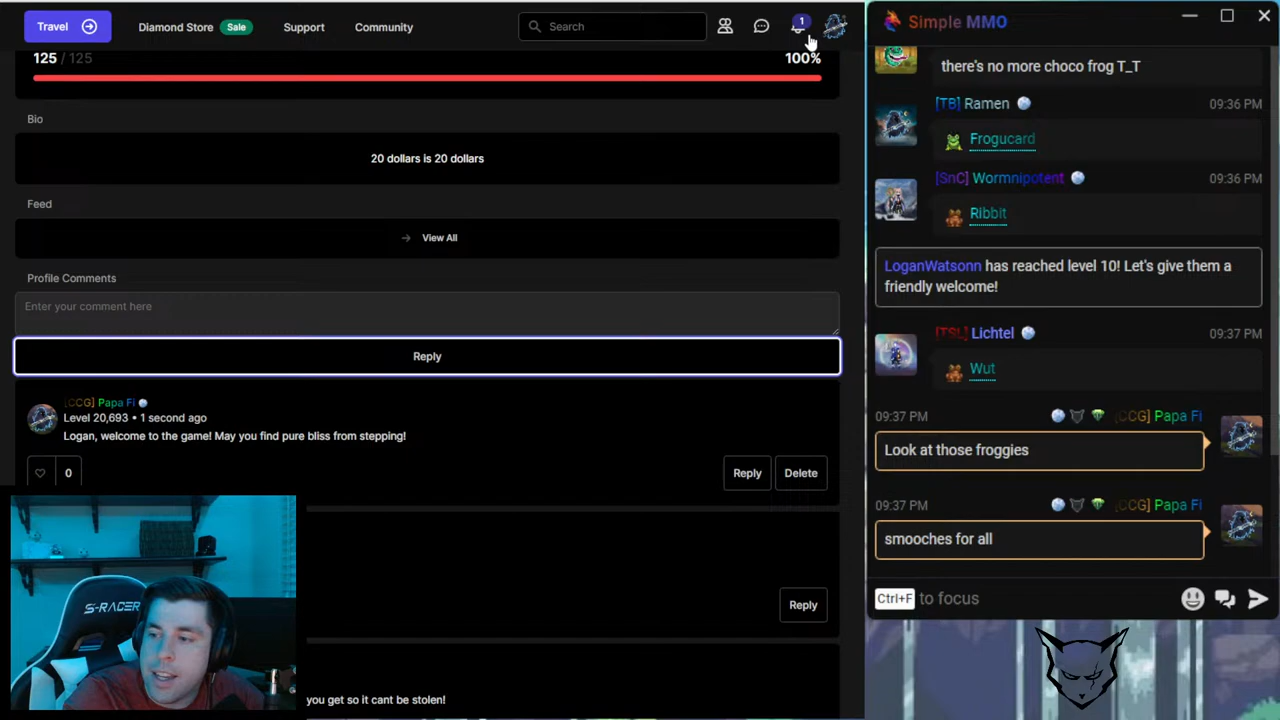 Travel
Diamond Store Sale
Support
Community
Search
1
125 / 125
100%
Bio
20 dollars is 20 dollars
Feed
View All
Profile Comments
Enter your comment here
Reply
[CCG] Papa Fi
Level 20,693 • 1 second ago
Logan, welcome to the game! May you find pure bliss from stepping!
0
Reply
Delete
Reply
you get so it cant be stolen!
S-RACER
Simple MMO
there's no more choco frog T_T
[TB] Ramen
09:36 PM
Frogucard
[SnC] Wormnipotent
09:36 PM
Ribbit
LoganWatsonn has reached level 10! Let's give them a
friendly welcome!
[TSL] Lichtel
09:37 PM
Wut
09:37 PM
[CCG] Papa Fi
Look at those froggies
09:37 PM
[CCG] Papa Fi
smooches for all
Ctrl+F to focus